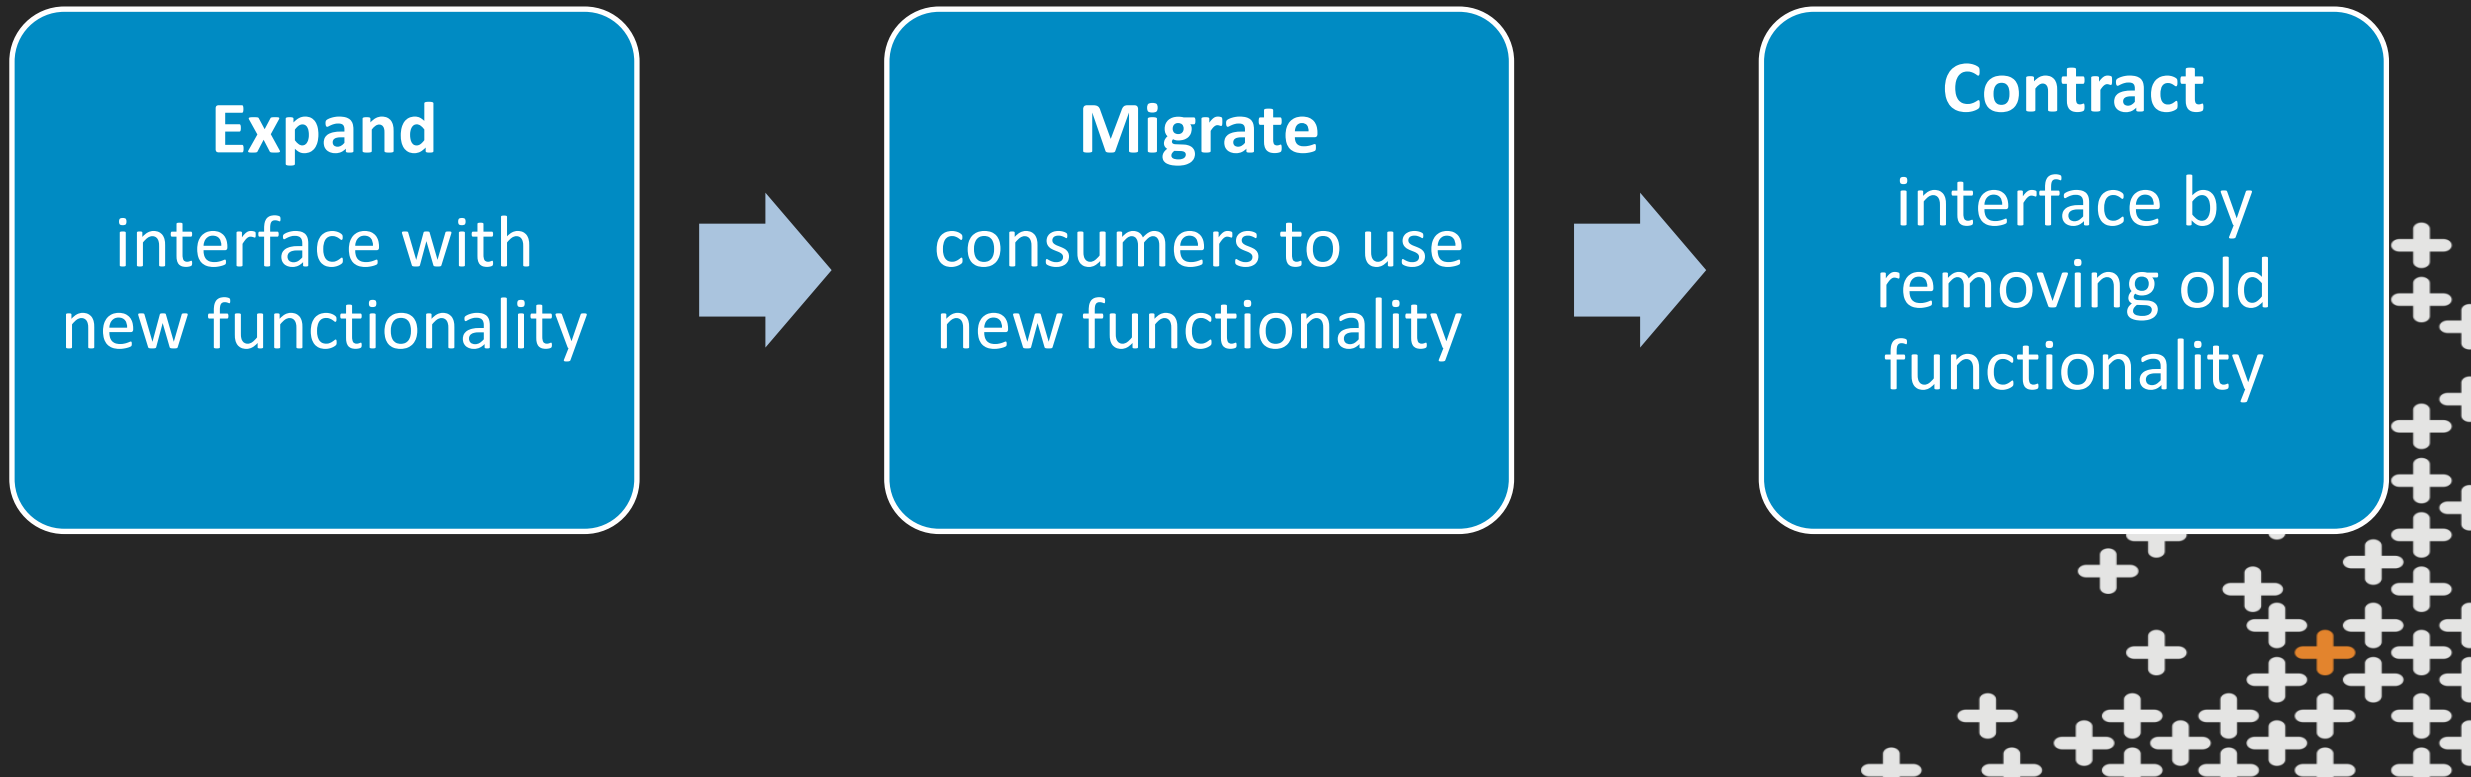 Expand
interface with
new functionality
Migrate
consumers to use
new functionality
Contract
interface by
removing old
functionality